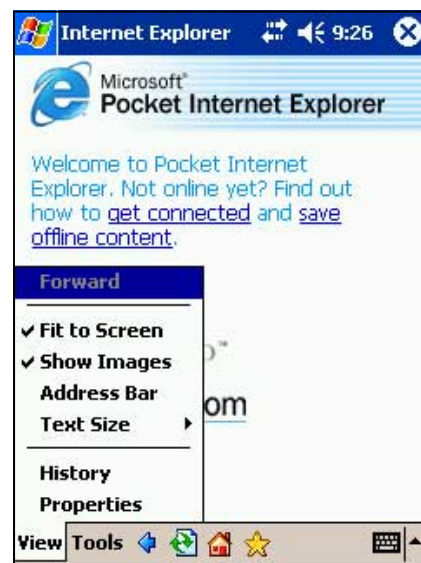 Internet Explorer 9:26
Microsoft®
Pocket Internet Explorer
Welcome to Pocket Internet
Explorer. Not online yet? Find out
how to get connected and save
offline content.
Forward
Fit to Screen
Show Images
Address Bar
Text Size
om
History
Properties
View Tools